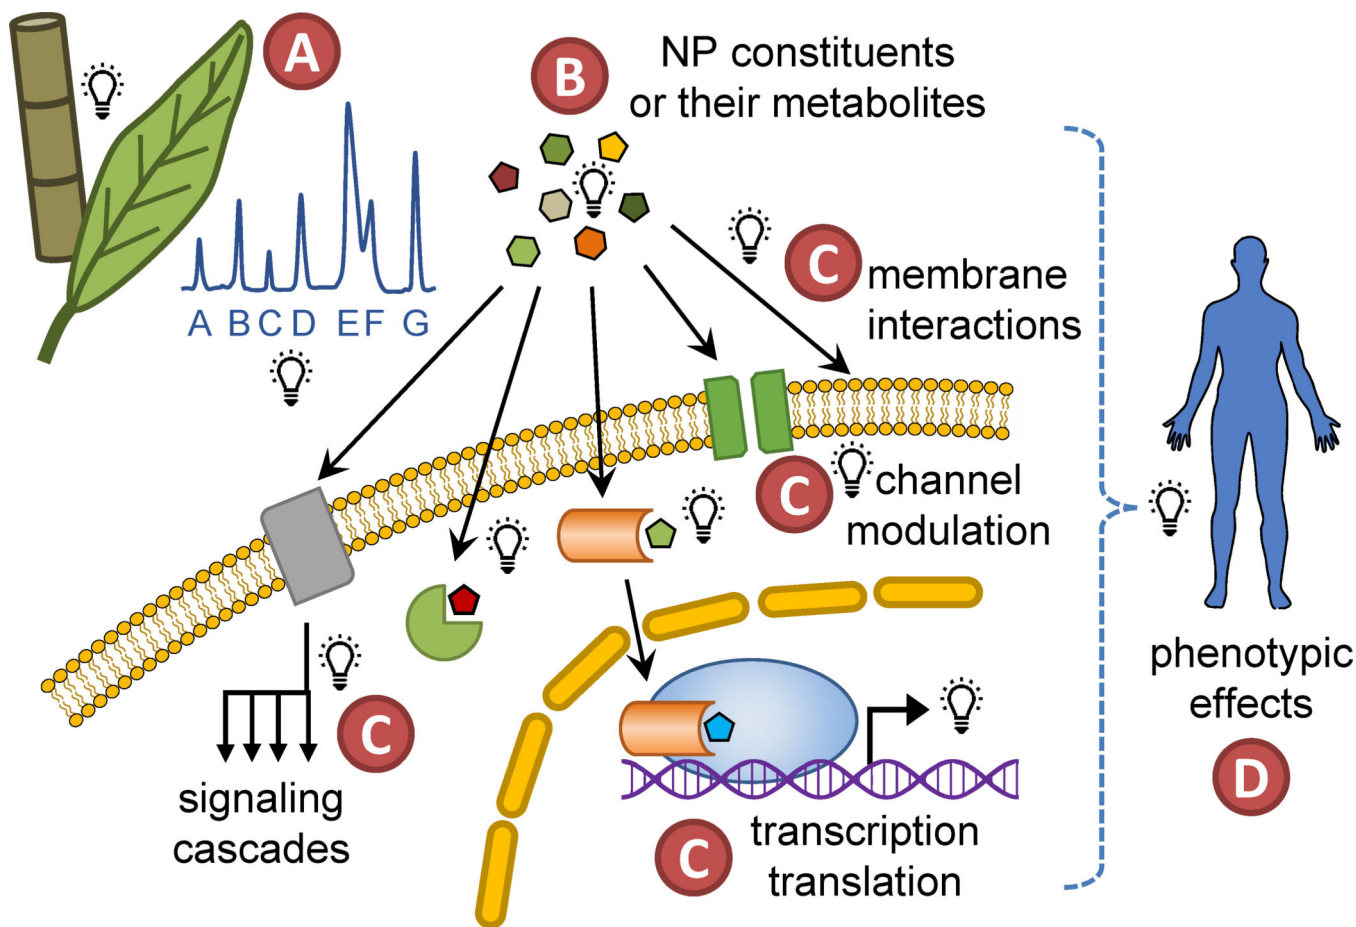 A
B
NP constituents
or their metabolites
A B C D E F G
C
membrane
interactions
C
channel
modulation
C
signaling
cascades
C
transcription
translation
phenotypic
effects
D